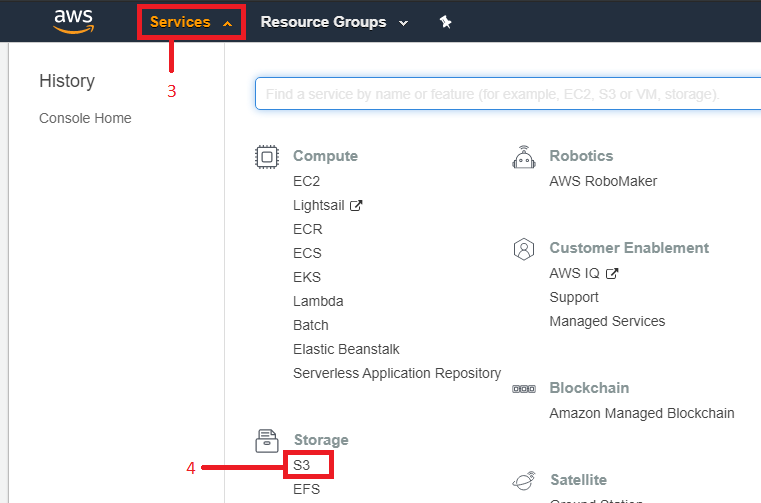 aws Services Resource Groups
History
3
Console Home
Find a service by name or feature (for example, EC2, S3 or VM, storage).
Compute
EC2
Lightsail
ECR
ECS
EKS
Lambda
Batch
Elastic Beanstalk
Serverless Application Repository
Storage
4
S3
EFS
Robotics
AWS RoboMaker
Customer Enablement
AWS IQ
Support
Managed Services
Blockchain
Amazon Managed Blockchain
Satellite
Ground Station